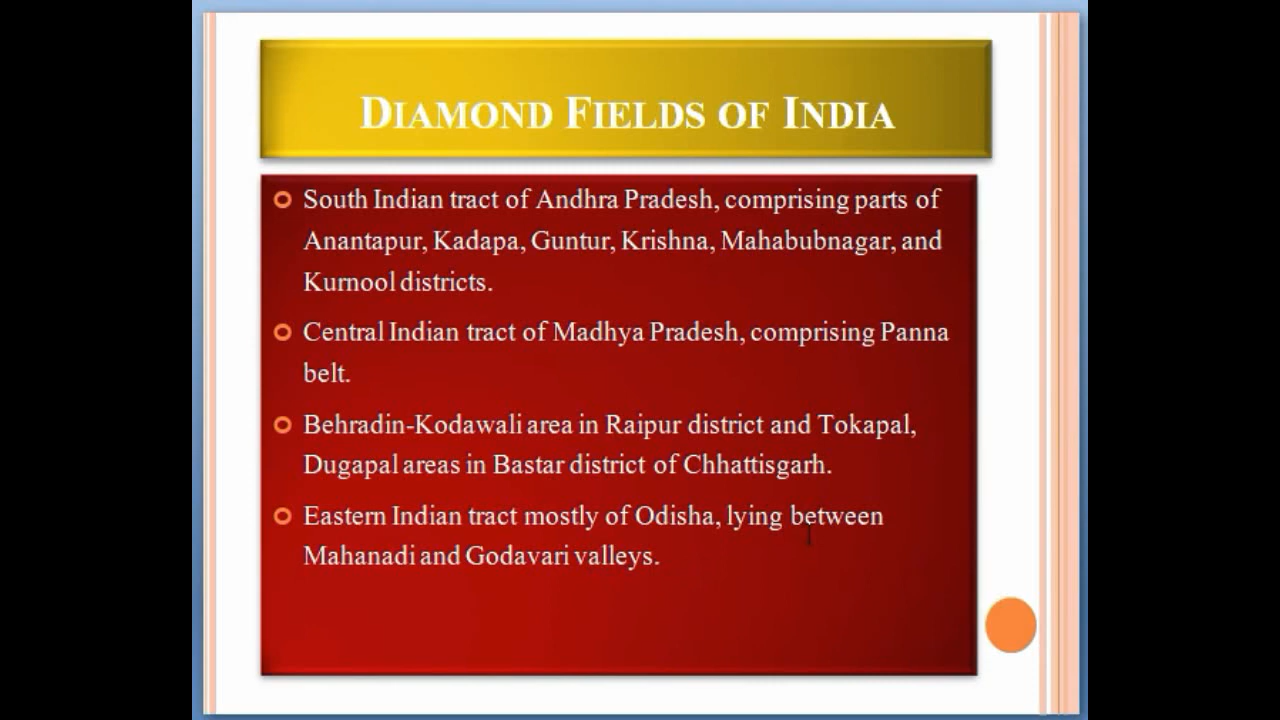 DIAMOND FIELDS OF INDIA
South Indian tract of Andhra Pradesh, comprising parts of
Anantapur, Kadapa, Guntur, Krishna, Mahabubnagar, and
Kurnool districts.
Central Indian tract of Madhya Pradesh, comprising Panna
belt.
Behradin-Kodawali area in Raipur district and Tokapal,
Dugapal areas in Bastar district of Chhattisgarh.
Eastern Indian tract mostly of Odisha, lying between
Mahanadi and Godavari valleys.